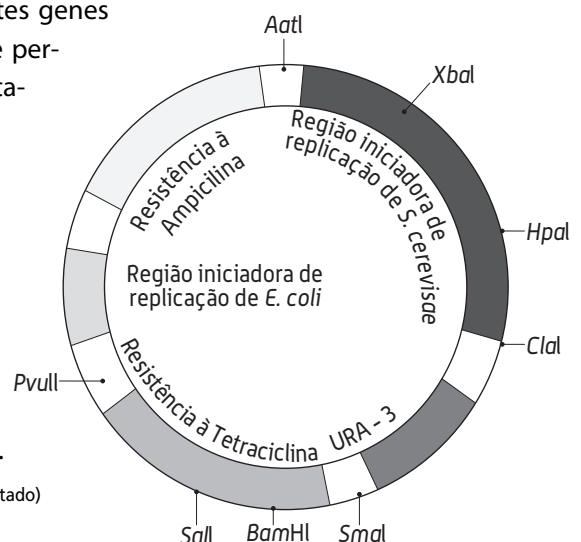 tes genes
e per-
ta-
AatI
XbaI
HpaI
ClaI
Resistência à
Ampicilina
Região iniciadora de
replicação de S. cerevisae
Região iniciadora de
replicação de E. coli
PvuII
Resistência à Tetraciclina
URA - 3
.
tado)
SalI
BamHI
SmaI